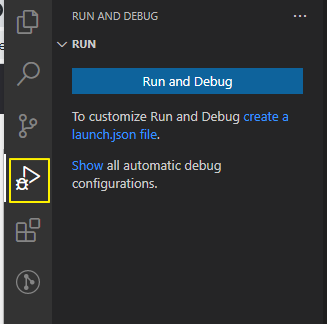 RUN AND DEBUG
RUN
Run and Debug
To customize Run and Debug create a
launch.json file.
Show all automatic debug
configurations.